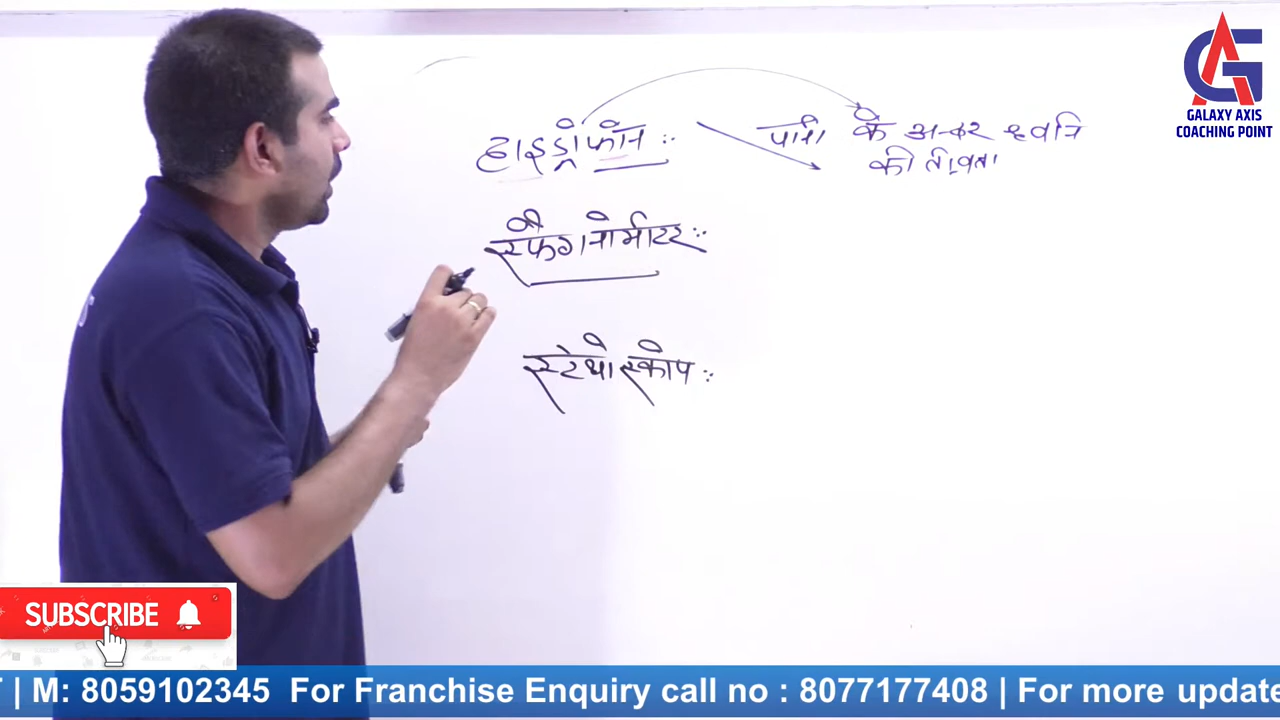 हाइड्रोफोन :- पानी के अन्दर ध्वनि
की तीव्रता
स्फैग्नोमीटर :-
स्टेथोस्कोप :-
GALAXY AXIS
COACHING POINT
SUBSCRIBE
| M: 8059102345 For Franchise Enquiry call no : 8077177408 | For more update